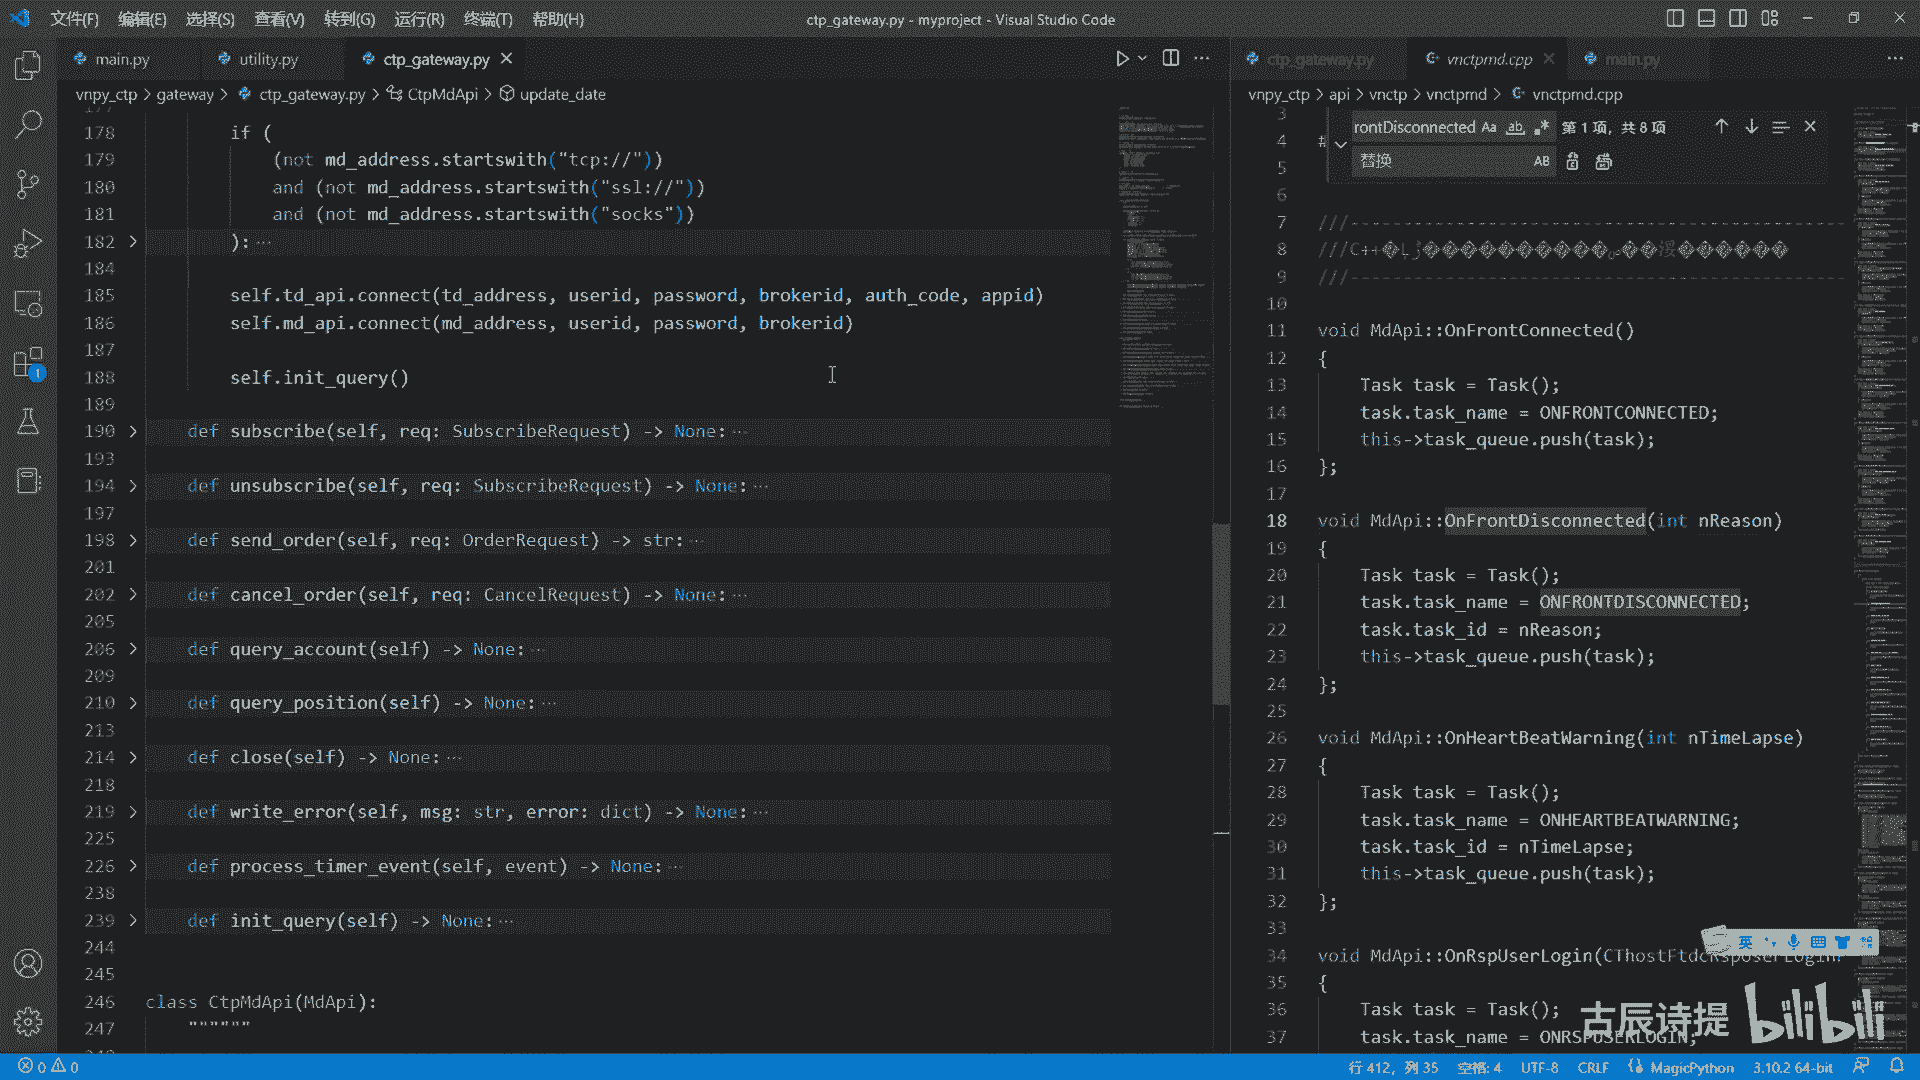 文件(F) 编辑(E) 选择(S) 查看(V) 转到(G) 运行(R) 终端(T) 帮助(H)
ctp_gateway.py - myproject - Visual Studio Code
main.py
utility.py
ctp_gateway.py
vnpy_ctp > gateway > ctp_gateway.py > CtpMdApi > update_date
178 if (
179 (not md_address.startswith("tcp://"))
180 and (not md_address.startswith("ssl://"))
181 and (not md_address.startswith("socks"))
182 ):···
184
185 self.td_api.connect(td_address, userid, password, brokerid, auth_code, appid)
186 self.md_api.connect(md_address, userid, password, brokerid)
187
188 self.init_query()
189
190 def subscribe(self, req: SubscribeRequest) -> None:···
193
194 def unsubscribe(self, req: SubscribeRequest) -> None:···
197
198 def send_order(self, req: OrderRequest) -> str:···
201
202 def cancel_order(self, req: CancelRequest) -> None:···
205
206 def query_account(self) -> None:···
209
210 def query_position(self) -> None:···
213
214 def close(self) -> None:···
218
219 def write_error(self, msg: str, error: dict) -> None:···
225
226 def process_timer_event(self, event) -> None:···
238
239 def init_query(self) -> None:···
244
245
246 class CtpMdApi(MdApi):
247 """"""
ctp_gateway.py
vnctpmd.cpp
main.py
vnpy_ctp > api > vnctp > vnctpmd > vnctpmd.cpp
rontDisconnected Aa ab 第 1 项，共 8 项
替换 AB
3
4 #
5
6
7 ///----------------------------------------------
8 ///C++
9 ///----------------------------------------------
10
11 void MdApi::OnFrontConnected()
12 {
13 Task task = Task();
14 task.task_name = ONFRONTCONNECTED;
15 this->task_queue.push(task);
16 };
17
18 void MdApi::OnFrontDisconnected(int nReason)
19 {
20 Task task = Task();
21 task.task_name = ONFRONTDISCONNECTED;
22 task.task_id = nReason;
23 this->task_queue.push(task);
24 };
25
26 void MdApi::OnHeartBeatWarning(int nTimeLapse)
27 {
28 Task task = Task();
29 task.task_name = ONHEARTBEATWARNING;
30 task.task_id = nTimeLapse;
31 this->task_queue.push(task);
32 };
33
34 void MdApi::OnRspUserLogin(CThostFtdcRspUserLogin
35 {
36 Task task = Task();
37 task.task_name = ONRSPUSERLOGIN;
英
古辰诗提 bilibili
1
0 0
行 412，列 35 空格: 4 UTF-8 CRLF MagicPython 3.10.2 64-bit